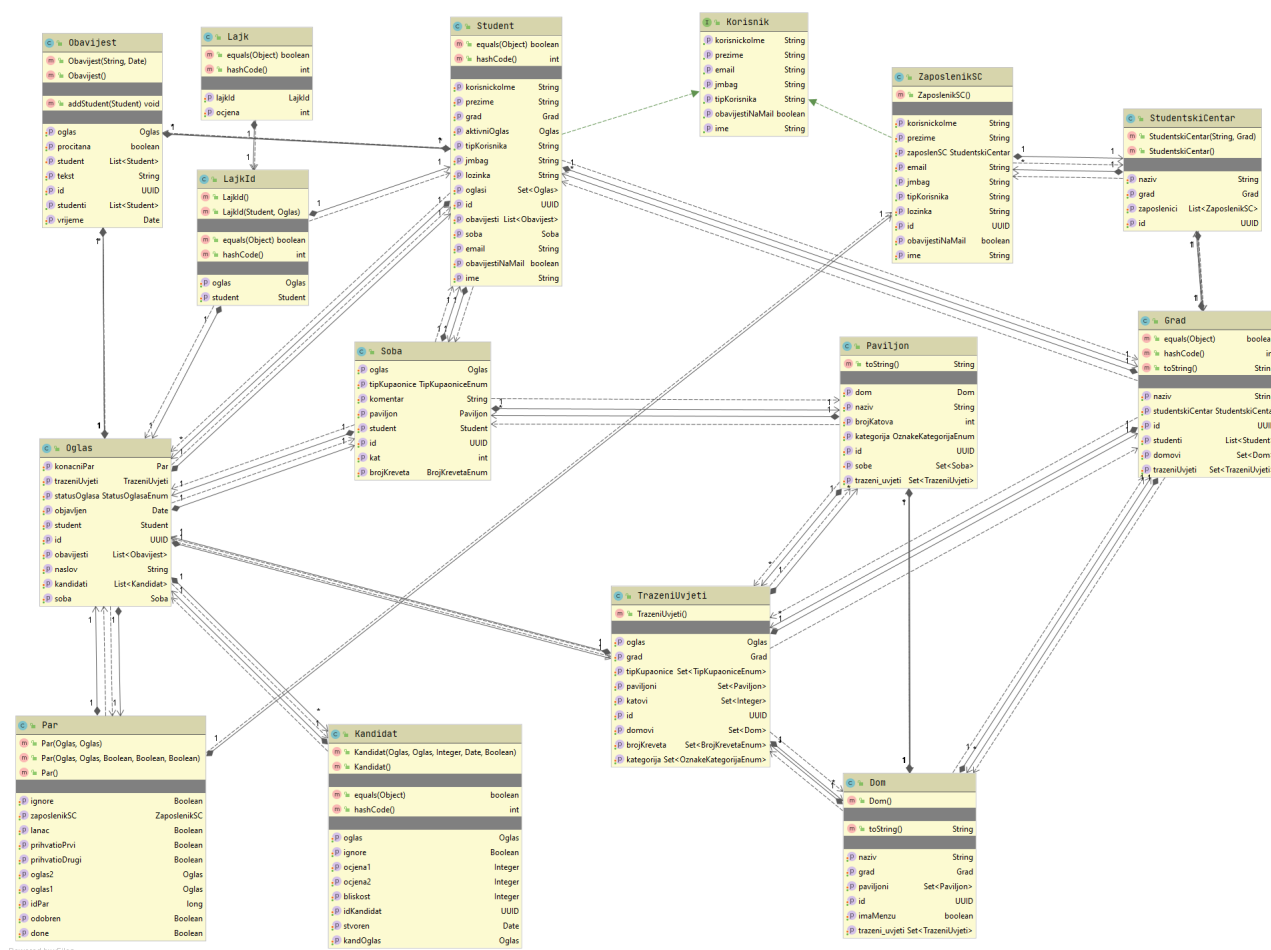 Obavijest
Obavijest(String, Date)
Obavijest()
addStudent(Student) void
oglas Oglas
procitana boolean
student List<Student>
tekst String
id UUID
studenti List<Student>
vrijeme Date
Lajk
equals(Object) boolean
hashCode() int
lajkId LajkId
ocjena int
LajkId
LajkId()
LajkId(Student, Oglas)
equals(Object) boolean
hashCode() int
oglas Oglas
student Student
Student
equals(Object) boolean
hashCode() int
korisnickoIme String
prezime String
grad Grad
aktivniOglas Oglas
tipKorisnika String
jmbag String
lozinka String
oglasi Set<Oglas>
id UUID
obavijesti List<Obavijest>
soba Soba
email String
obavijestiNaMail boolean
ime String
Korisnik
korisnickoIme String
prezime String
email String
jmbag String
tipKorisnika String
obavijestiNaMail boolean
ime String
ZaposlenikSC
ZaposlenikSC()
korisnickoIme String
prezime String
zaposlenSC StudentskiCentar
email String
jmbag String
tipKorisnika String
lozinka String
id UUID
obavijestiNaMail boolean
ime String
StudentskiCentar
StudentskiCentar(String, Grad)
StudentskiCentar()
naziv String
grad Grad
zaposlenici List<ZaposlenikSC>
id UUID
Grad
equals(Object) boolea
hashCode() in
toString() Strin
naziv Strin
studentskiCentar StudentskiCenta
id UUI
studenti List<Student
domovi Set<Dom
trazeniUvjeti Set<TrazeniUvjeti
Soba
oglas Oglas
tipKupaonice TipKupaoniceEnum
komentar String
paviljon Paviljon
student Student
id UUID
kat int
brojKreveta BrojKrevetaEnum
Paviljon
toString() String
dom Dom
naziv String
brojKatova int
kategorija OznakeKategorijaEnum
id UUID
sobe Set<Soba>
trazeni_uvjeti Set<TrazeniUvjeti>
Oglas
konacniPar Par
trazeniUvjeti TrazeniUvjeti
statusOglasa StatusOglasaEnum
objavljen Date
student Student
id UUID
obavijesti List<Obavijest>
naslov String
kandidati List<Kandidat>
soba Soba
TrazeniUvjeti
TrazeniUvjeti()
oglas Oglas
grad Grad
tipKupaonice Set<TipKupaoniceEnum>
paviljoni Set<Paviljon>
katovi Set<Integer>
id UUID
domovi Set<Dom>
brojKreveta Set<BrojKrevetaEnum>
kategorija Set<OznakeKategorijaEnum>
Par
Par(Oglas, Oglas)
Par(Oglas, Oglas, Boolean, Boolean, Boolean)
Par()
ignore Boolean
zaposlenikSC ZaposlenikSC
lanac Boolean
prihvatioPrvi Boolean
prihvatioDrugi Boolean
oglas2 Oglas
oglas1 Oglas
idPar long
odobren Boolean
done Boolean
Kandidat
Kandidat(Oglas, Oglas, Integer, Date, Boolean)
Kandidat()
equals(Object) boolean
hashCode() int
oglas Oglas
ignore Boolean
ocjena1 Integer
ocjena2 Integer
bliskost Integer
idKandidat UUID
stvoren Date
kandOglas Oglas
Dom
Dom()
toString() String
naziv String
grad Grad
paviljoni Set<Paviljon>
id UUID
imaMenzu boolean
trazeni_uvjeti Set<TrazeniUvjeti>